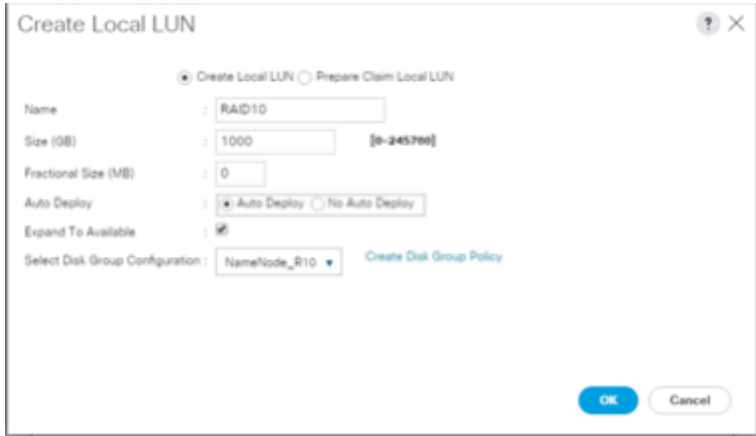 Create Local LUN ? ×
Create Local LUN Prepare Claim Local LUN
Name : RAID10
Size (GB) : 1000 [0-245760]
Fractional Size (MB) : 0
Auto Deploy : Auto Deploy No Auto Deploy
Expand To Available :
Select Disk Group Configuration : NameNode_R10 Create Disk Group Policy
OK Cancel